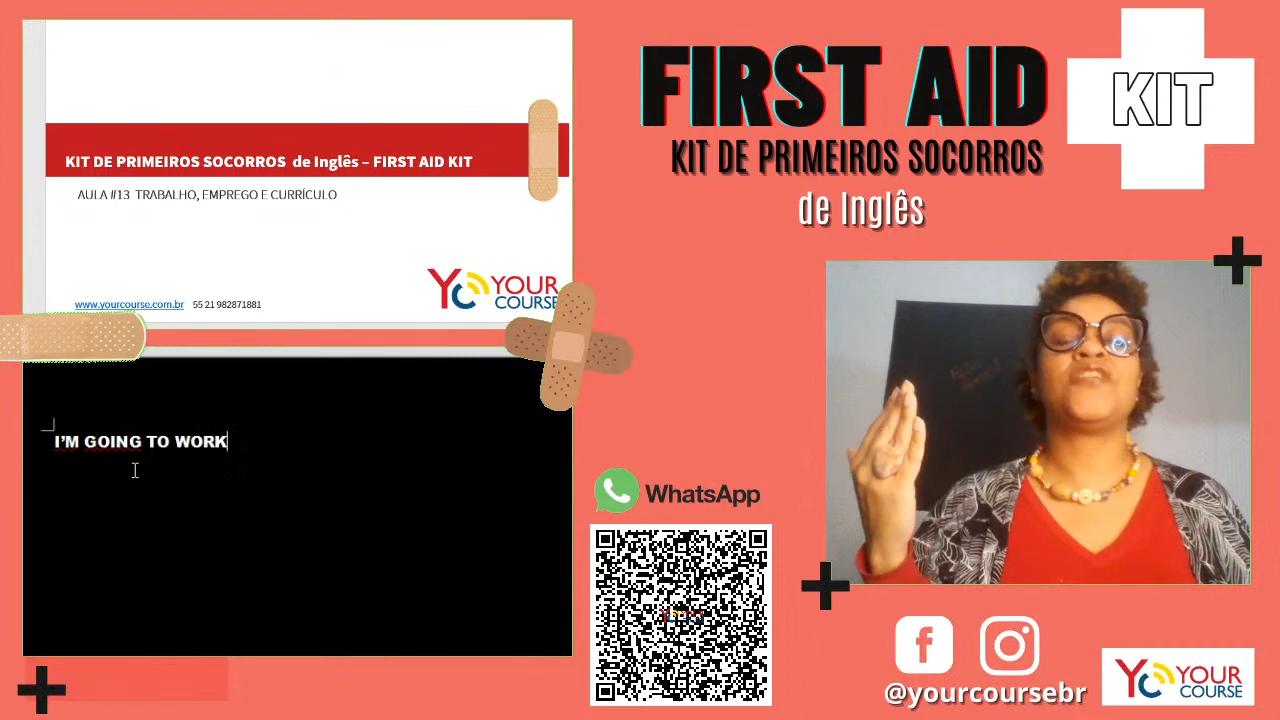 KIT DE PRIMEIROS SOCORROS de Inglês – FIRST AID KIT
AULA #13 TRABALHO, EMPREGO E CURRÍCULO
www.yourcourse.com.br 55 21 982871881
YC YOUR COURSE
I'M GOING TO WORK
FIRST AID
KIT
KIT DE PRIMEIROS SOCORROS
de Inglês
WhatsApp
@yourcoursebr
YC YOUR COURSE